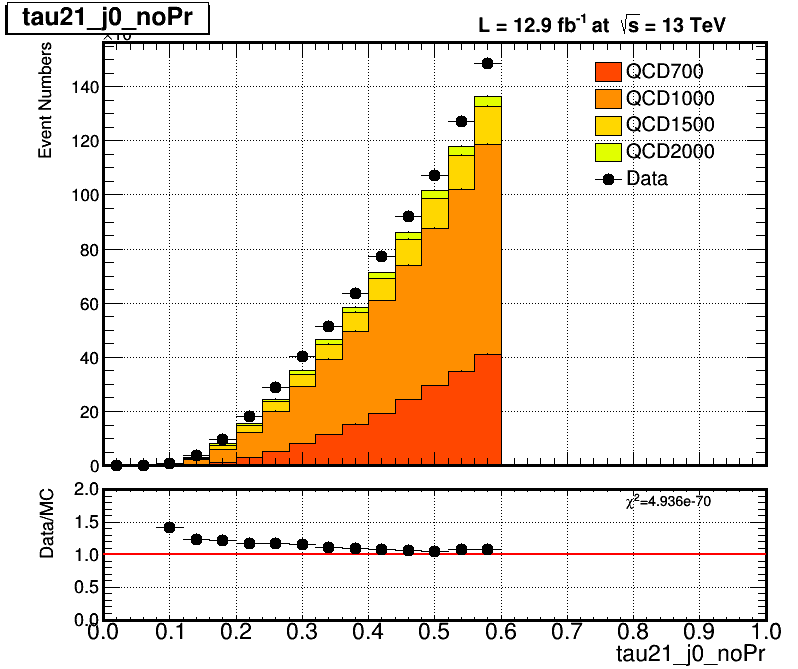 tau21_j0_noPr
L = 12.9 fb⁻¹ at √s = 13 TeV
Event Numbers
140
120
100
80
60
40
20
0
QCD700
QCD1000
QCD1500
QCD2000
Data
Data/MC
2.0
1.5
1.0
0.5
0.0
χ²=4.936e-70
0.0 0.1 0.2 0.3 0.4 0.5 0.6 0.7 0.8 0.9 1.0
tau21_j0_noPr